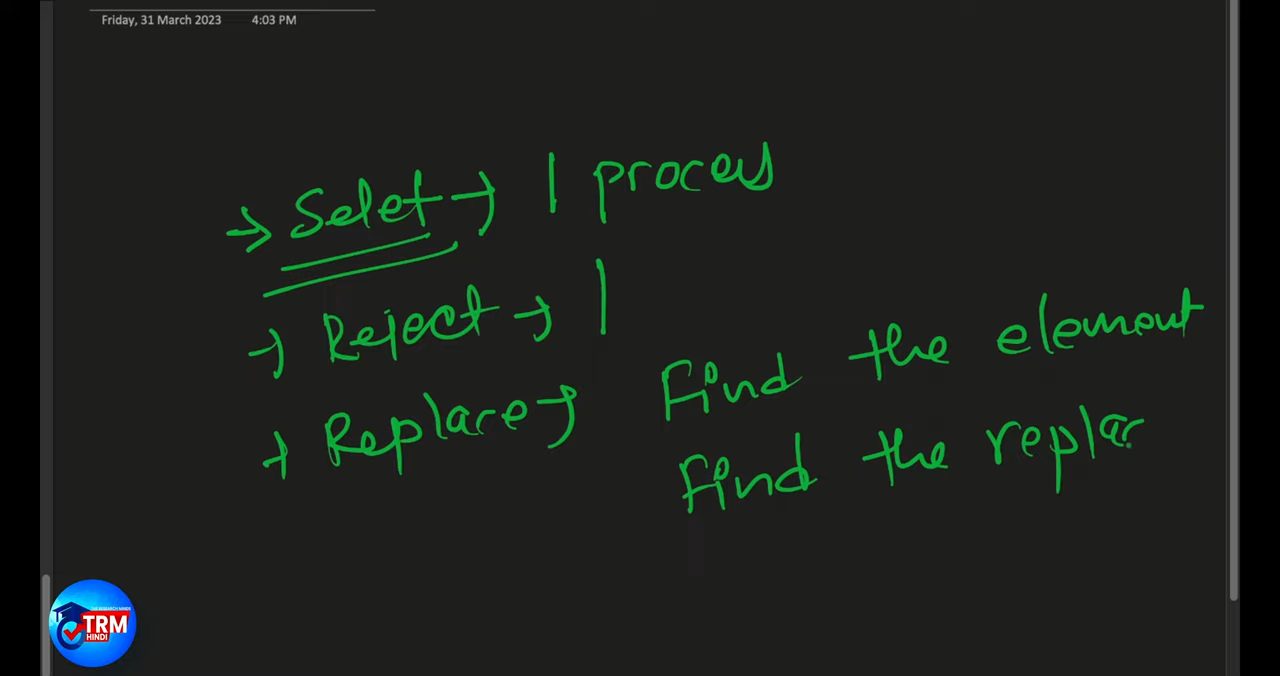 Friday, 31 March 2023 4:03 PM
→ Selet → 1 proces
→ Reject → 1
→ Replace → Find the element
Find the replac
TRM
HINDI